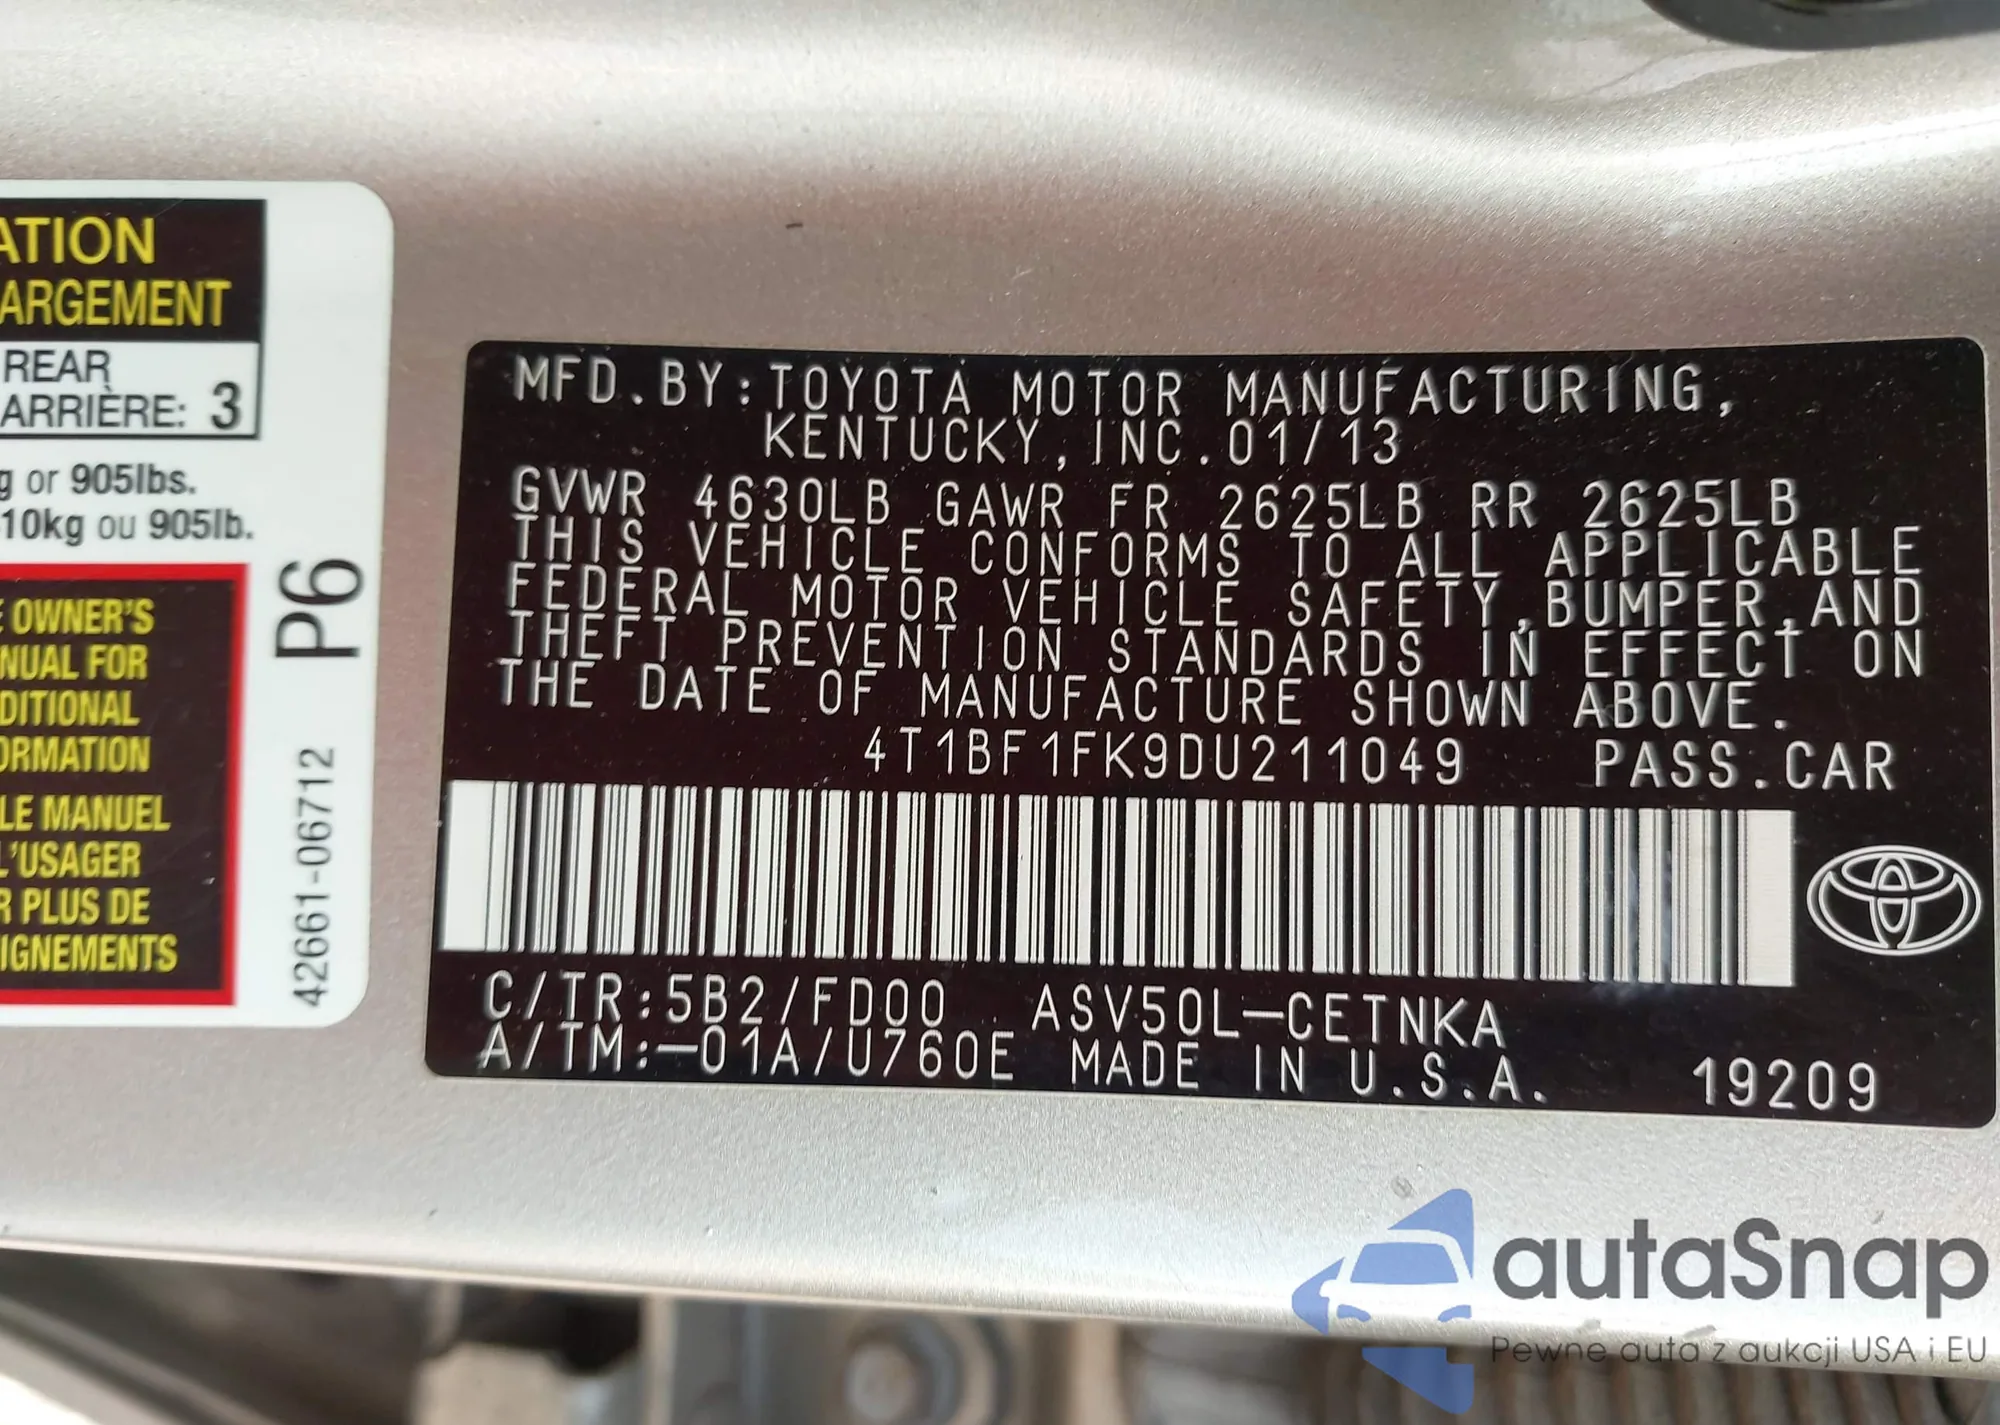 ATION
ARGEMENT
REAR
ARRIÈRE: 3
g or 905lbs.
10kg ou 905lb.
E OWNER'S
NUAL FOR
DITIONAL
ORMATION
LE MANUEL
L'USAGER
R PLUS DE
IGNEMENTS
P6
42661-06712
MFD.BY:TOYOTA MOTOR MANUFACTURING,
KENTUCKY,INC.01/13
GVWR 4630LB GAWR FR 2625LB RR 2625LB
THIS VEHICLE CONFORMS TO ALL APPLICABLE
FEDERAL MOTOR VEHICLE SAFETY,BUMPER,AND
THEFT PREVENTION STANDARDS IN EFFECT ON
THE DATE OF MANUFACTURE SHOWN ABOVE.
4T1BF1FK9DU211049 PASS.CAR
C/TR:5B2/FD00 ASV50L-CETNKA
A/TM:-01A/U760E MADE IN U.S.A. 19209
autaSnap
Pewne auta z aukcji USA i EU